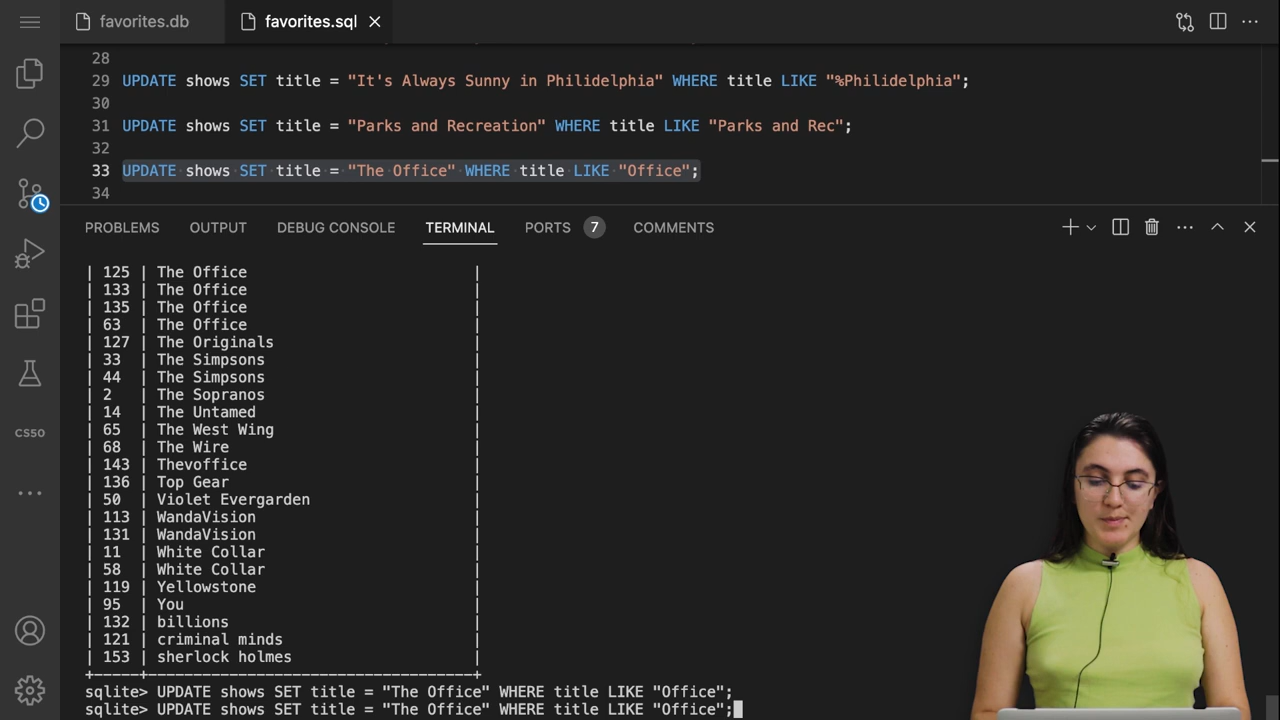 favorites.db
favorites.sql
28
29 UPDATE shows SET title = "It's Always Sunny in Philidelphia" WHERE title LIKE "%Philidelphia";
30
31 UPDATE shows SET title = "Parks and Recreation" WHERE title LIKE "Parks and Rec";
32
33 UPDATE shows SET title = "The Office" WHERE title LIKE "Office";
34
PROBLEMS OUTPUT DEBUG CONSOLE TERMINAL PORTS 7 COMMENTS
CS50
| 125 | The Office |
| 133 | The Office |
| 135 | The Office |
| 63 | The Office |
| 127 | The Originals |
| 33 | The Simpsons |
| 44 | The Simpsons |
| 2 | The Sopranos |
| 14 | The Untamed |
| 65 | The West Wing |
| 68 | The Wire |
| 143 | Thevoffice |
| 136 | Top Gear |
| 50 | Violet Evergarden |
| 113 | WandaVision |
| 131 | WandaVision |
| 11 | White Collar |
| 58 | White Collar |
| 119 | Yellowstone |
| 95 | You |
| 132 | billions |
| 121 | criminal minds |
| 153 | sherlock holmes |
sqlite> UPDATE shows SET title = "The Office" WHERE title LIKE "Office";
sqlite> UPDATE shows SET title = "The Office" WHERE title LIKE "Office";